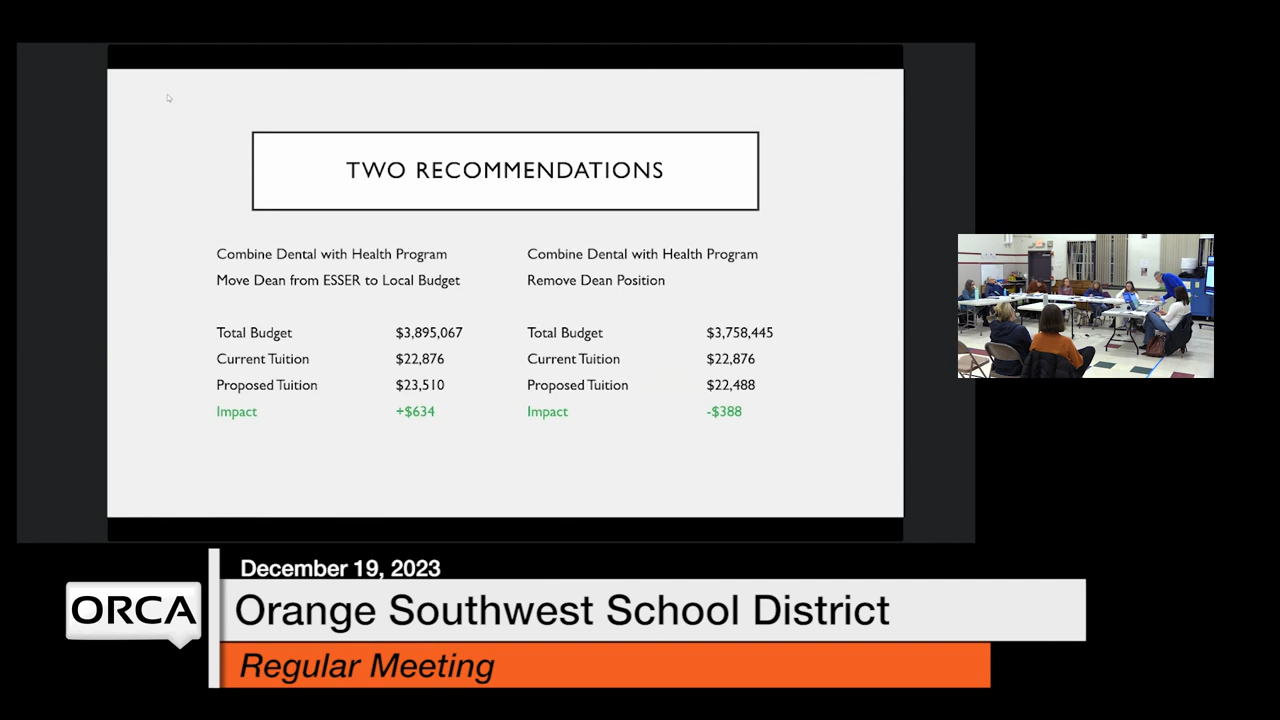 TWO RECOMMENDATIONS
Combine Dental with Health Program
Move Dean from ESSER to Local Budget
Total Budget $3,895,067
Current Tuition $22,876
Proposed Tuition $23,510
Impact +$634
Combine Dental with Health Program
Remove Dean Position
Total Budget $3,758,445
Current Tuition $22,876
Proposed Tuition $22,488
Impact -$388
December 19, 2023
ORCA
Orange Southwest School District
Regular Meeting